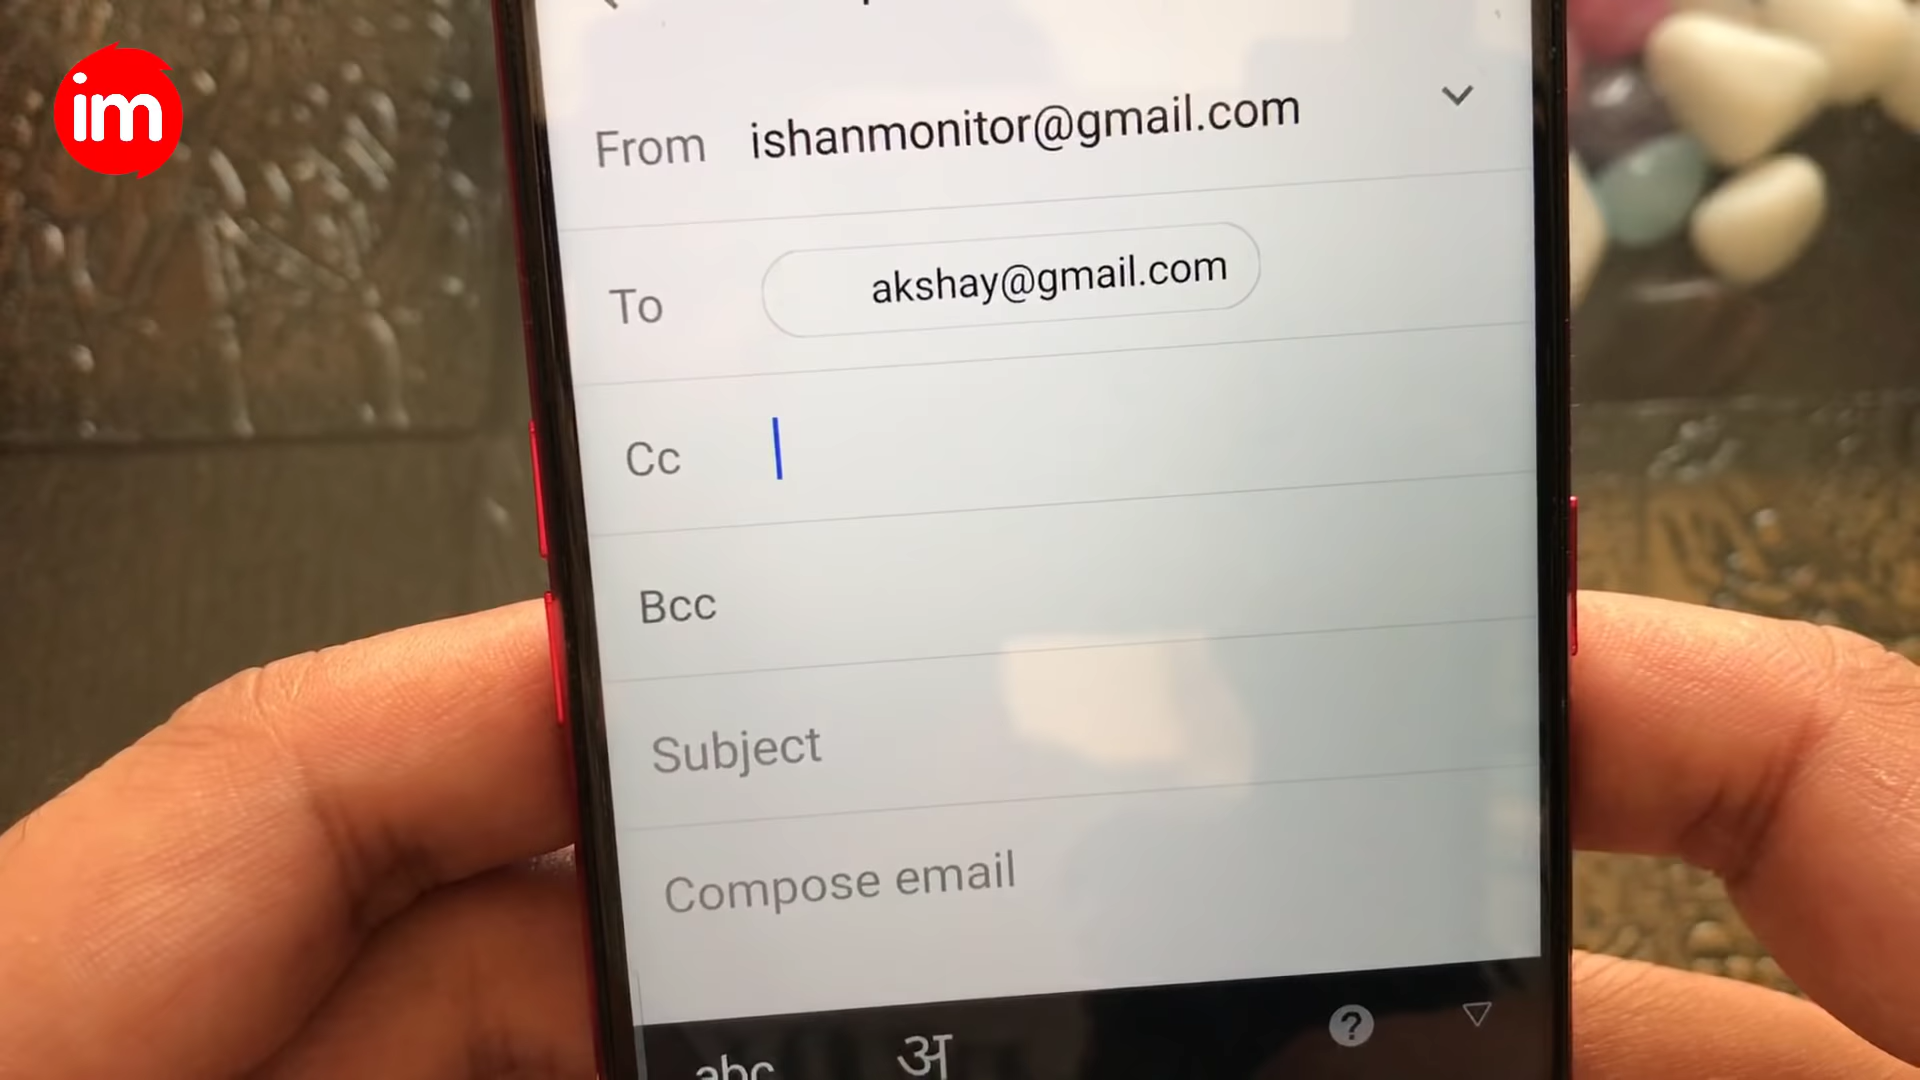 im
From ishanmonitor@gmail.com
To akshay@gmail.com
Cc
Bcc
Subject
Compose email
?
abc अ